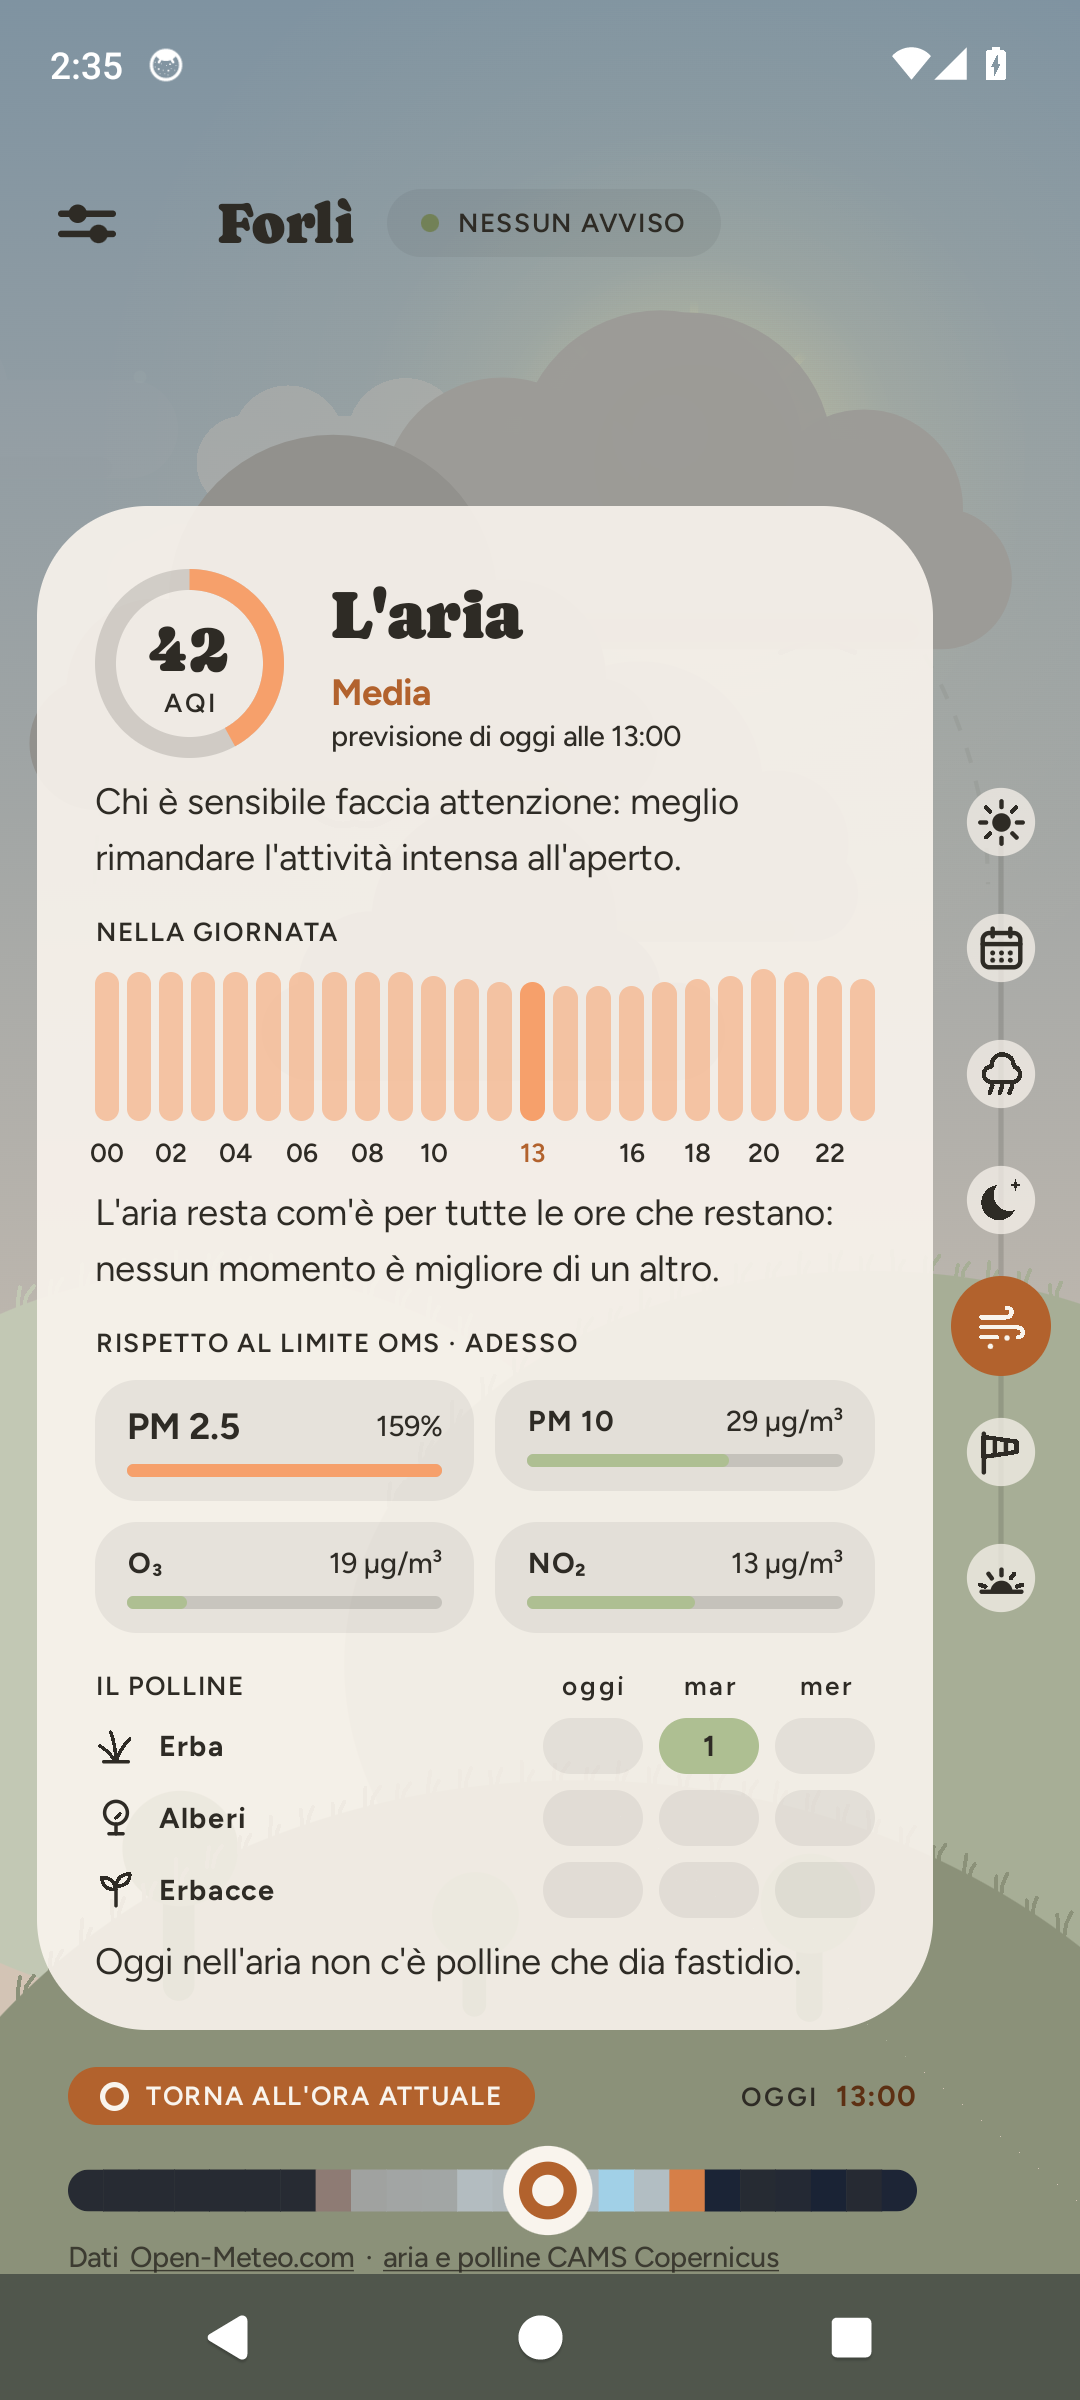 2:35
Forlì
NESSUN AVVISO
42
AQI
L'aria
Media
previsione di oggi alle 13:00
Chi è sensibile faccia attenzione: meglio
rimandare l'attività intensa all'aperto.
NELLA GIORNATA
00 02 04 06 08 10 13 16 18 20 22
L'aria resta com'è per tutte le ore che restano:
nessun momento è migliore di un altro.
RISPETTO AL LIMITE OMS · ADESSO
PM 2.5 159%
PM 10 29 µg/m³
O₃ 19 µg/m³
NO₂ 13 µg/m³
IL POLLINE oggi mar mer
Erba 1
Alberi
Erbacce
Oggi nell'aria non c'è polline che dia fastidio.
TORNA ALL'ORA ATTUALE
OGGI 13:00
Dati Open-Meteo.com · aria e polline CAMS Copernicus